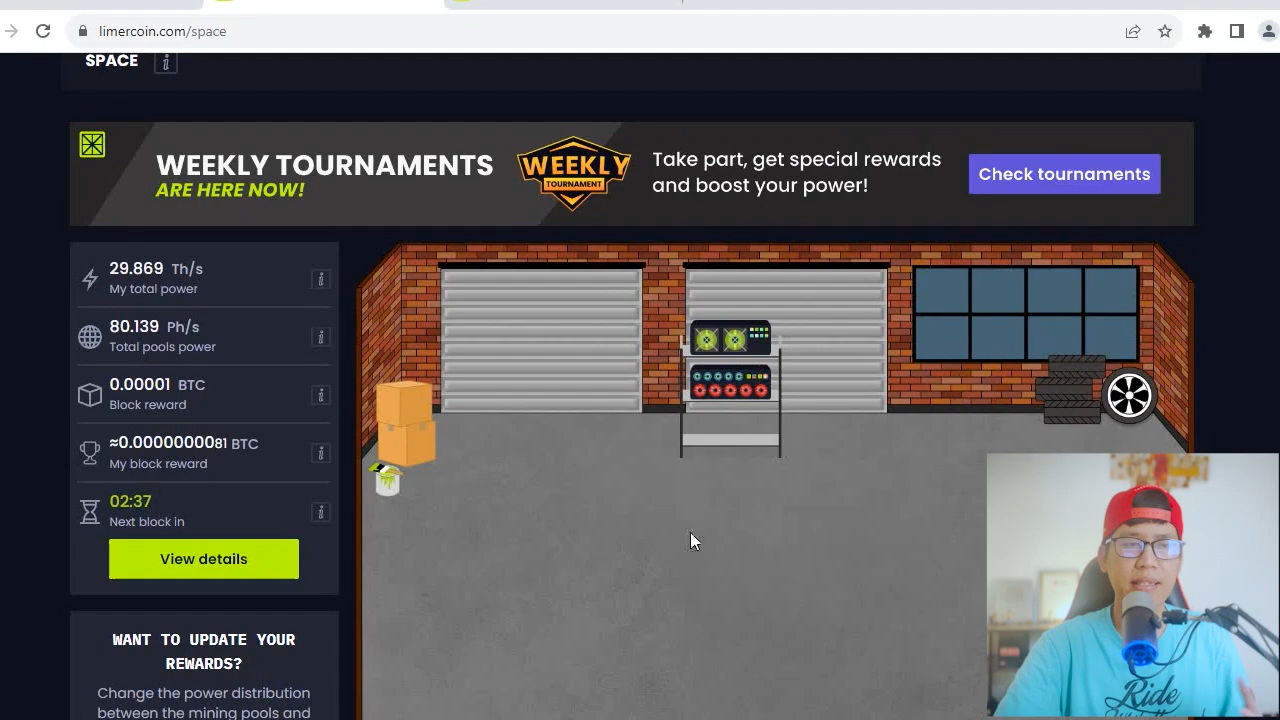 limercoin.com/space
SPACE
WEEKLY TOURNAMENTS
ARE HERE NOW!
WEEKLY
TOURNAMENT
Take part, get special rewards
and boost your power!
Check tournaments
29.869 Th/s
My total power
80.139 Ph/s
Total pools power
0.00001 BTC
Block reward
≈0.0000000081 BTC
My block reward
02:37
Next block in
View details
WANT TO UPDATE YOUR
REWARDS?
Change the power distribution
between the mining pools and
Ride